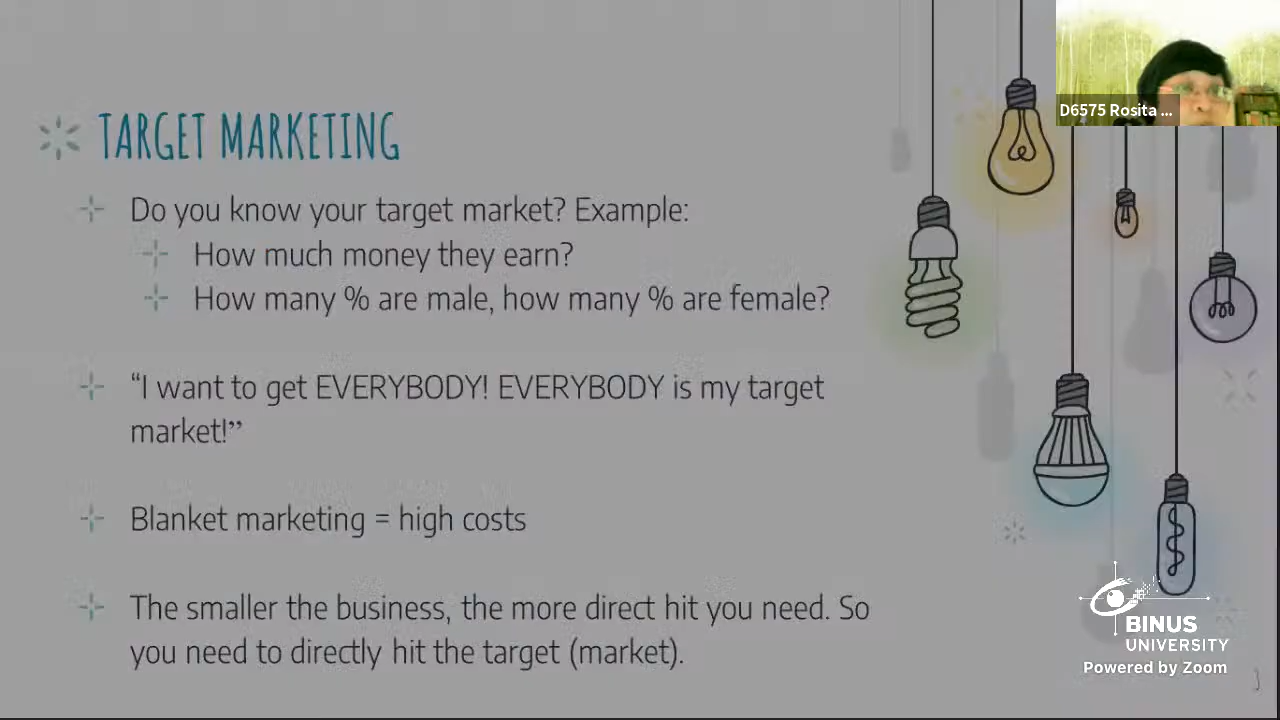 D6575 Rosita ...
TARGET MARKETING
Do you know your target market? Example:
How much money they earn?
How many % are male, how many % are female?
“I want to get EVERYBODY! EVERYBODY is my target
market!”
Blanket marketing = high costs
The smaller the business, the more direct hit you need. So
you need to directly hit the target (market).
BINUS
UNIVERSITY
Powered by Zoom